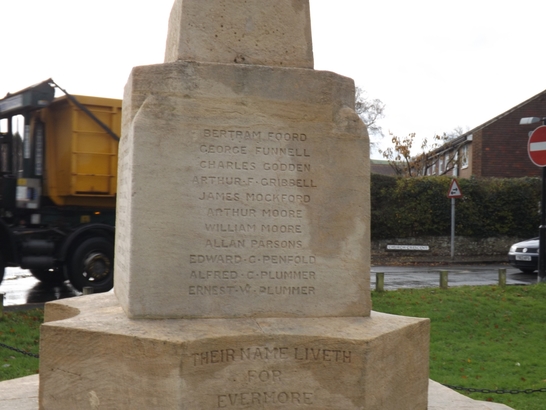 BERTRAM FOORD
GEORGE FUNNELL
CHARLES GODDEN
ARTHUR·F·GRIBBELL
JAMES MOCKFORD
ARTHUR MOORE
WILLIAM MOORE
ALLAN PARSONS
EDWARD·C·PENFOLD
ALFRED·C·PLUMMER
ERNEST·W·PLUMMER
THEIR NAME LIVETH
FOR
EVERMORE